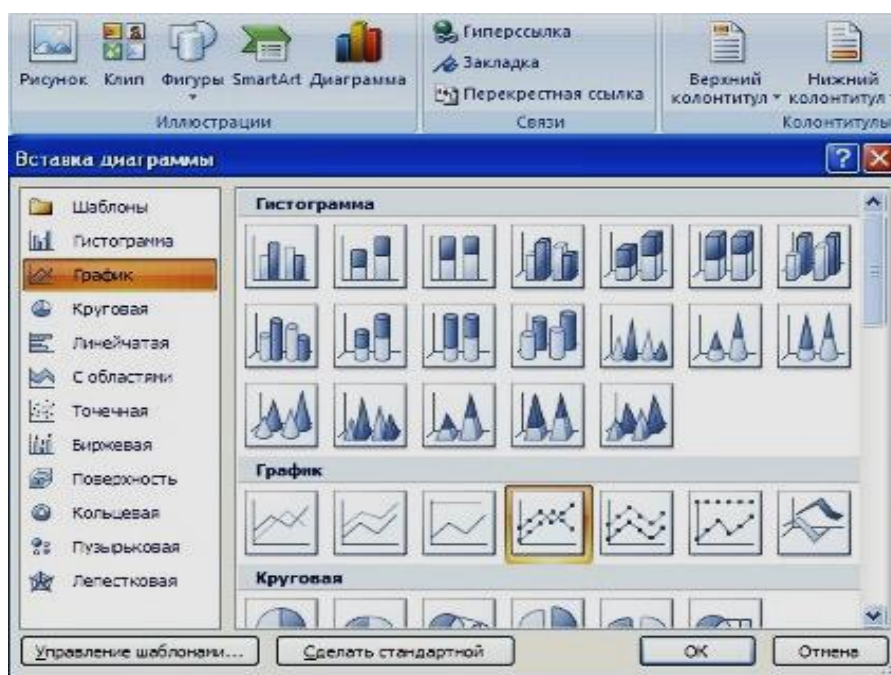 Гиперссылка
Закладка
Перекрестная ссылка
Рисунок Клип Фигуры SmartArt Диаграмма
Верхний колонтитул
Нижний колонтитул
Иллюстрации
Связи
Колонтитулы
Вставка диаграммы
Шаблоны
Гистограмма
График
Круговая
Линейчатая
С областями
Точечная
Биржевая
Поверхность
Кольцевая
Пузырьковая
Лепестковая
Гистограмма
График
Круговая
Управление шаблонами...
Сделать стандартной
ОК
Отмена